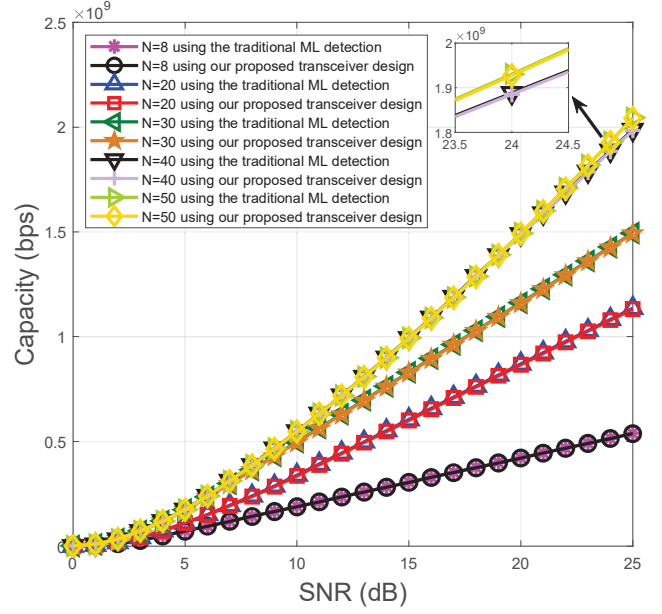 2.5
×10⁹
2
1.5
1
0.5
0
Capacity (bps)
N=8 using the traditional ML detection
N=8 using our proposed transceiver design
N=20 using the traditional ML detection
N=20 using our proposed transceiver design
N=30 using the traditional ML detection
N=30 using our proposed transceiver design
N=40 using the traditional ML detection
N=40 using our proposed transceiver design
N=50 using the traditional ML detection
N=50 using our proposed transceiver design
2
×10⁹
1.9
1.8
23.5 24 24.5
0 5 10 15 20 25
SNR (dB)